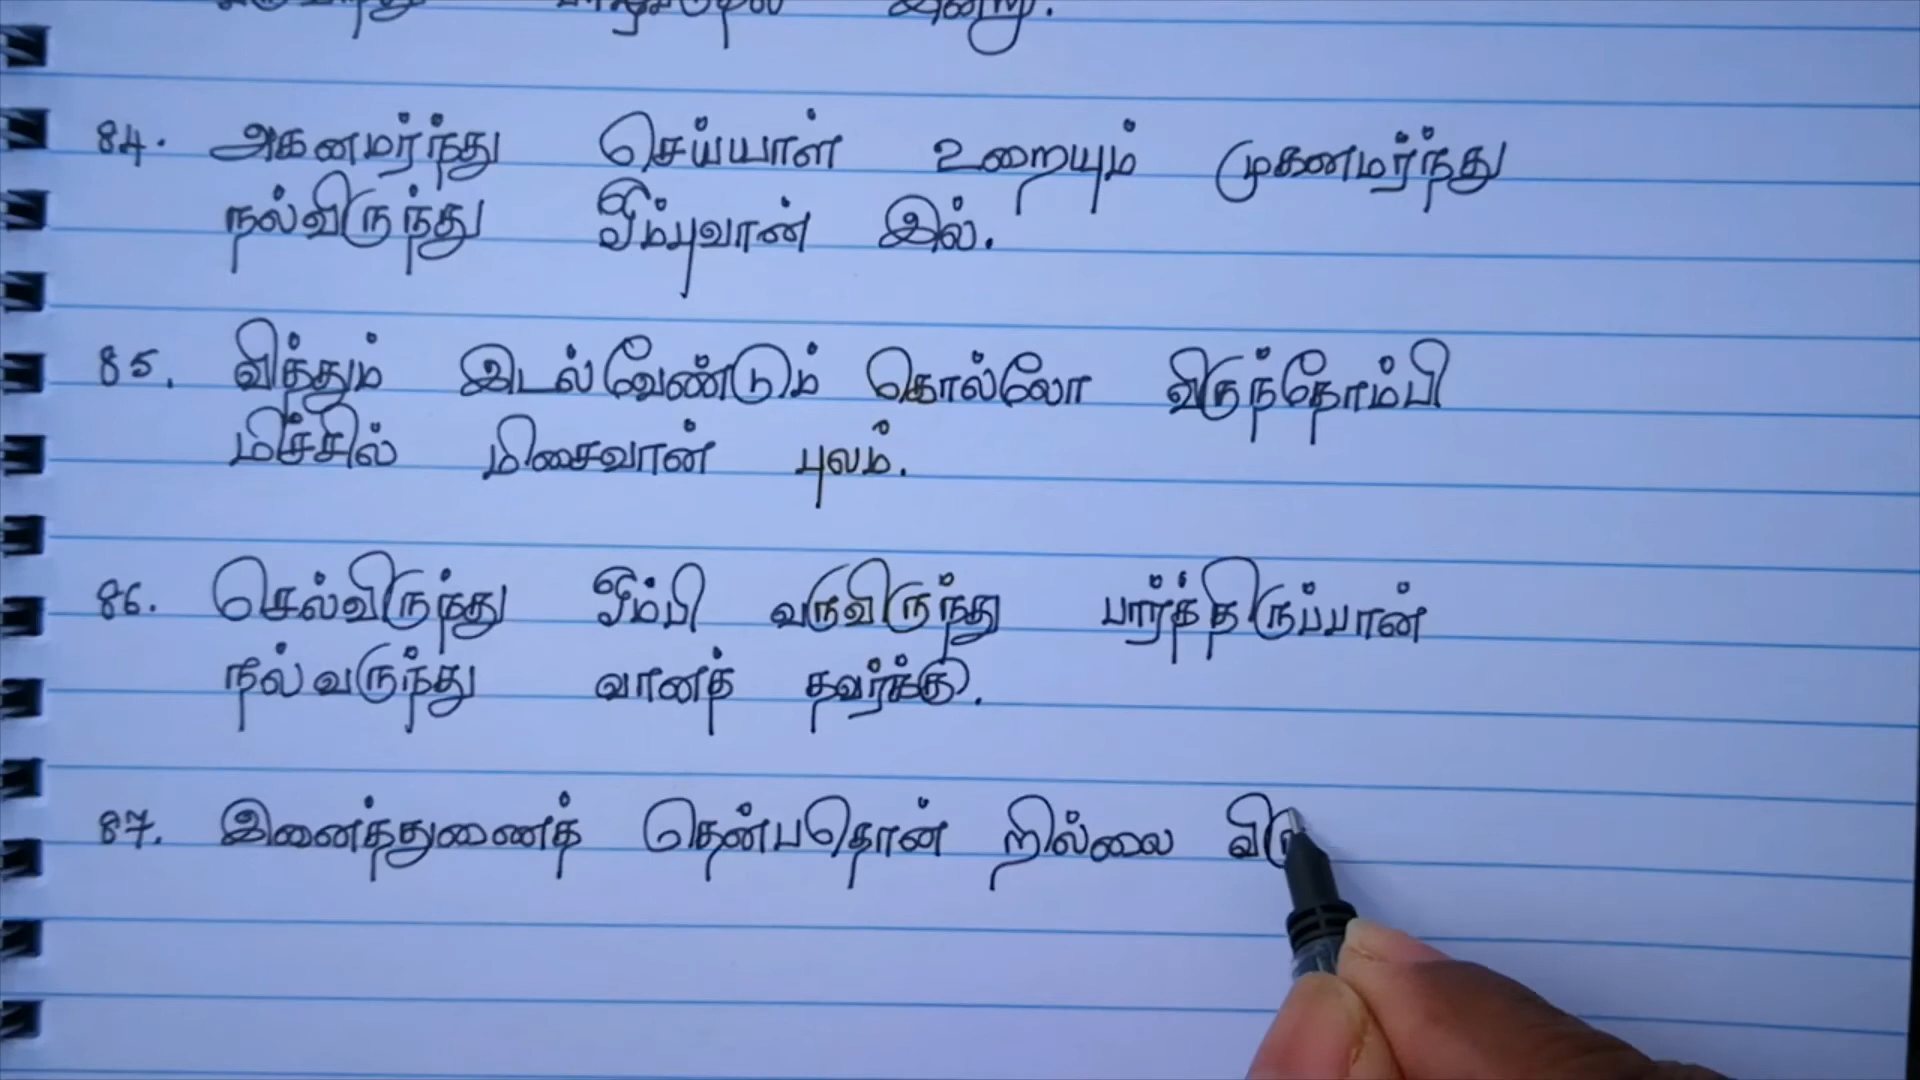 84. அகனமர்ந்து செய்யாள் உறையும் முகனமர்ந்து
நல்விருந்து ஓம்புவான் இல்.
85. வித்தும் இடல்வேண்டும் கொல்லோ விருந்தோம்பி
மிச்சில் மிசைவான் புலம்.
86. செல்விருந்து ஓம்பி வருவிருந்து பார்த்திருப்பான்
நல்வருந்து வானத் தவர்க்கு.
87. இனைத்துணைத் தென்பதொன் றில்லை விரு